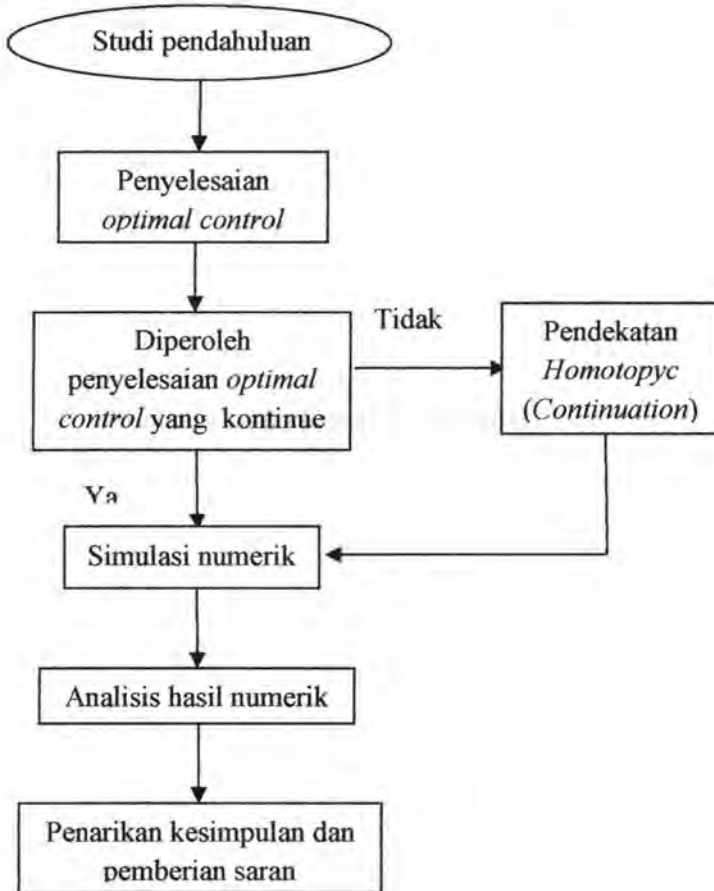 Studi pendahuluan
Penyelesaian
optimal control
Diperoleh
penyelesaian optimal
control yang kontinue
Tidak
Pendekatan
Homotopyc
(Continuation)
Ya
Simulasi numerik
Analisis hasil numerik
Penarikan kesimpulan dan
pemberian saran